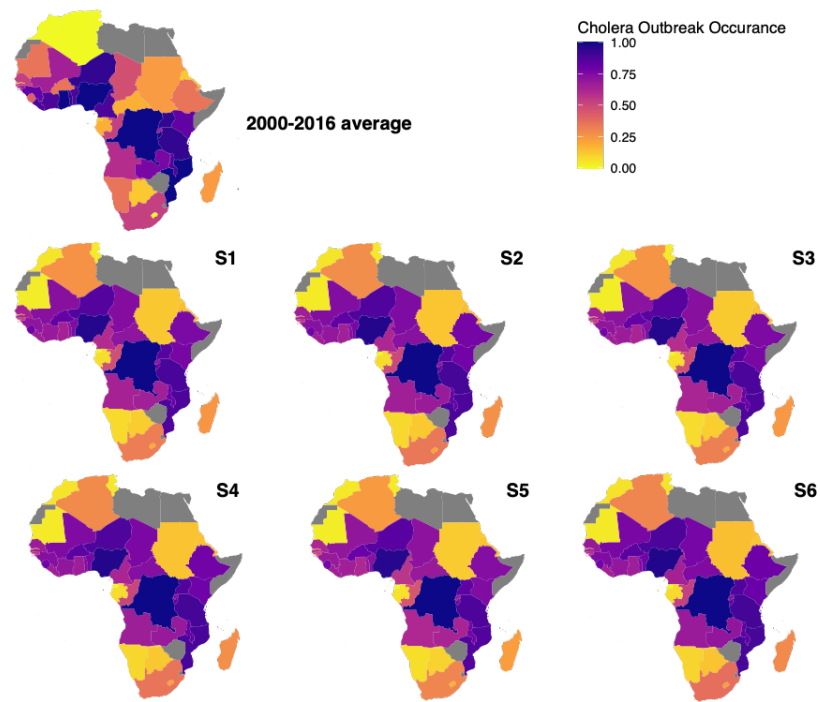 Cholera Outbreak Occurance
1.00
0.75
2000-2016 average
0.50
0.25
0.00
S1
S2
S3
S4
S5
S6